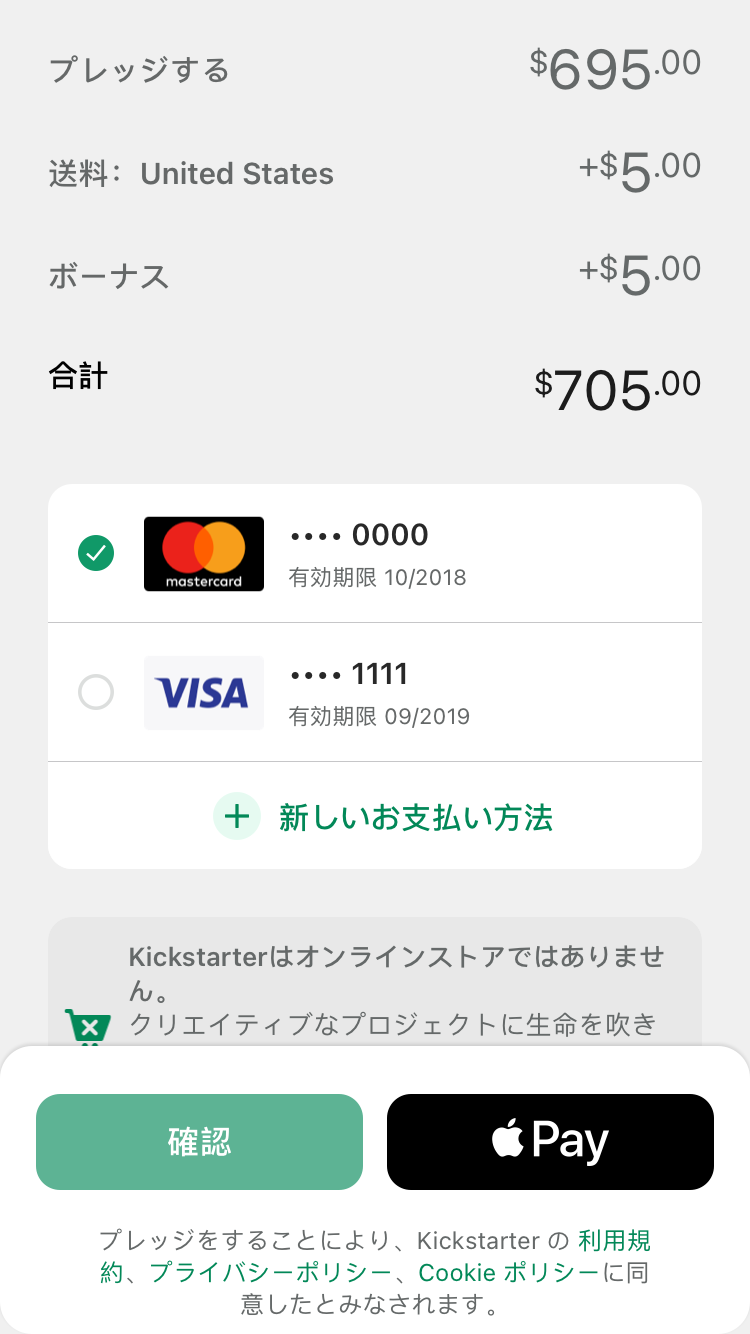 プレッジする $695.00
送料： United States +$5.00
ボーナス +$5.00
合計 $705.00
mastercard
•••• 0000
有効期限 10/2018
VISA
•••• 1111
有効期限 09/2019
+ 新しいお支払い方法
Kickstarterはオンラインストアではありませ
ん。
クリエイティブなプロジェクトに生命を吹き
確認
Pay
プレッジをすることにより、Kickstarter の 利用規
約、プライバシーポリシー、Cookie ポリシーに同
意したとみなされます。